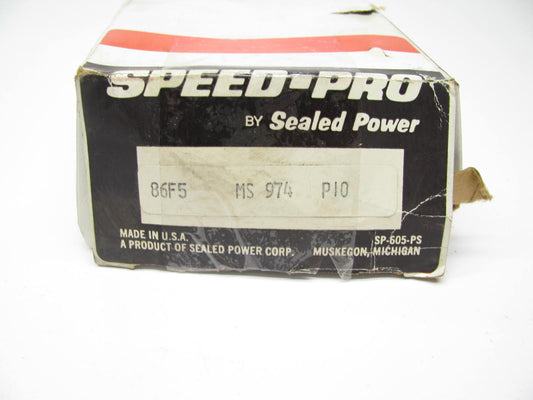 SPEED-PRO
BY Sealed Power
86F5 MS 974 P10
MADE IN U.S.A. SP-605-PS
A PRODUCT OF SEALED POWER CORP. MUSKEGON, MICHIGAN